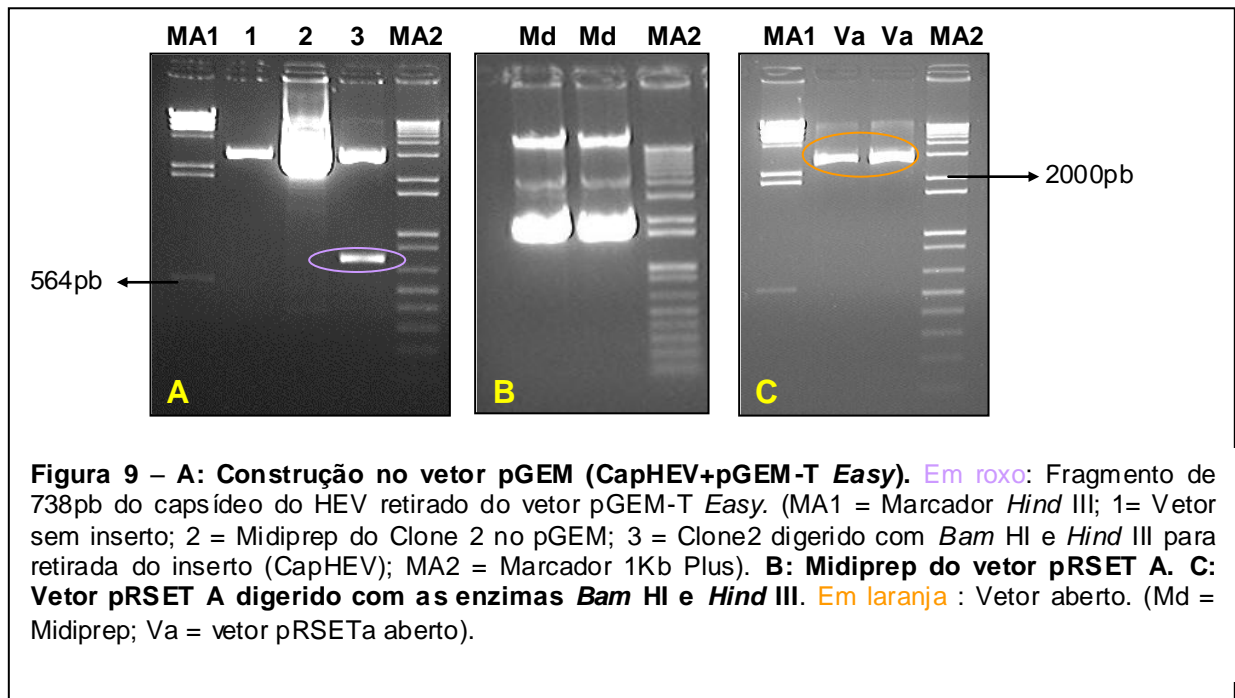 MA1 1 2 3 MA2
Md Md MA2
MA1 Va Va MA2
2000pb
564pb
A
B
C
Figura 9 – A: Construção no vetor pGEM (CapHEV+pGEM-T Easy). Em roxo: Fragmento de
738pb do capsídeo do HEV retirado do vetor pGEM-T Easy. (MA1 = Marcador Hind III; 1= Vetor
sem inserto; 2 = Midiprep do Clone 2 no pGEM; 3 = Clone2 digerido com Bam HI e Hind III para
retirada do inserto (CapHEV); MA2 = Marcador 1Kb Plus). B: Midiprep do vetor pRSET A. C:
Vetor pRSET A digerido com as enzimas Bam HI e Hind III. Em laranja : Vetor aberto. (Md =
Midiprep; Va = vetor pRSETa aberto).